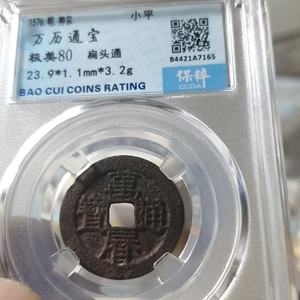 1576 明 神宗 小平
万历通宝
极美80 扁头通
23.9*1.1mm*3.2g
B4421A7165
保粹
CCGA
BAO CUI COINS RATING
萬曆通寶